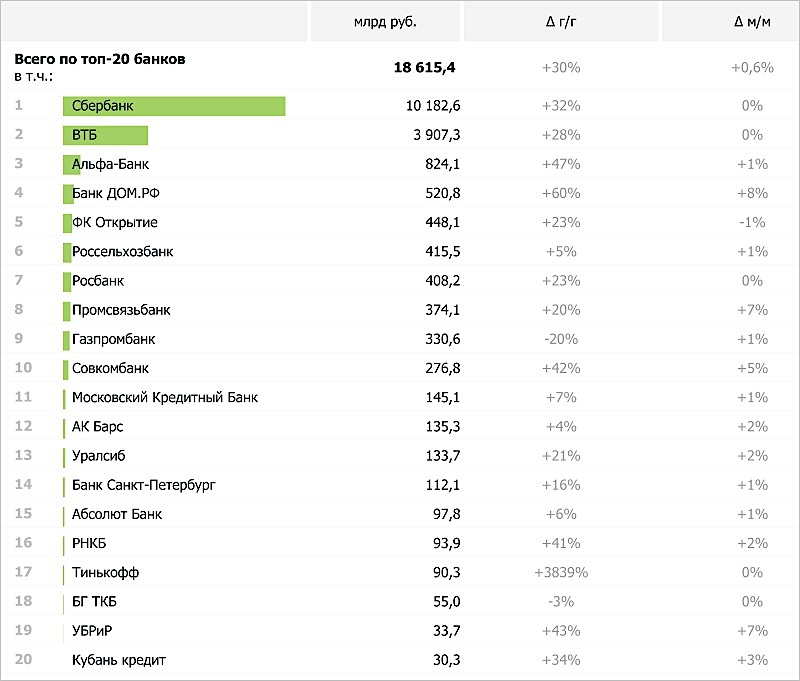 млрд руб. Δ г/г Δ м/м
Всего по топ-20 банков 18 615,4 +30% +0,6%
в т.ч.:
1 Сбербанк 10 182,6 +32% 0%
2 ВТБ 3 907,3 +28% 0%
3 Альфа-Банк 824,1 +47% +1%
4 Банк ДОМ.РФ 520,8 +60% +8%
5 ФК Открытие 448,1 +23% -1%
6 Россельхозбанк 415,5 +5% +1%
7 Росбанк 408,2 +23% 0%
8 Промсвязьбанк 374,1 +20% +7%
9 Газпромбанк 330,6 -20% +1%
10 Совкомбанк 276,8 +42% +5%
11 Московский Кредитный Банк 145,1 +7% +1%
12 АК Барс 135,3 +4% +2%
13 Уралсиб 133,7 +21% +2%
14 Банк Санкт-Петербург 112,1 +16% +1%
15 Абсолют Банк 97,8 +6% +1%
16 РНКБ 93,9 +41% +2%
17 Тинькофф 90,3 +3839% 0%
18 БГ ТКБ 55,0 -3% 0%
19 УБРиР 33,7 +43% +7%
20 Кубань кредит 30,3 +34% +3%